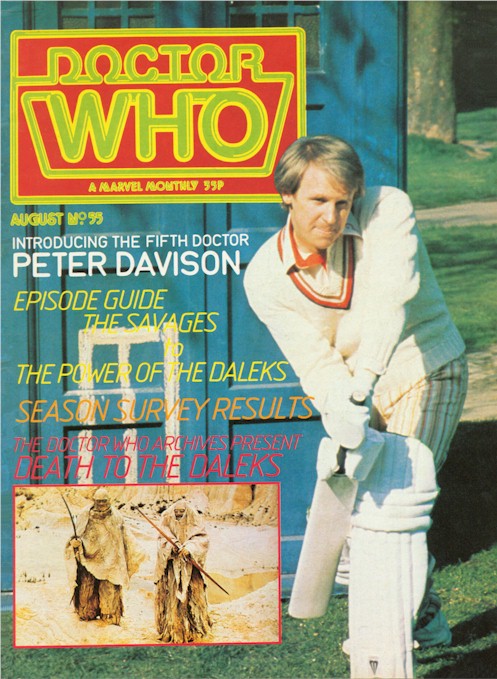 DOCTOR
WHO
A MARVEL MONTHLY 55P
AUGUST Nº 55
INTRODUCING THE FIFTH DOCTOR
PETER DAVISON
EPISODE GUIDE
THE SAVAGES
to
THE POWER OF THE DALEKS
SEASON SURVEY RESULTS
THE DOCTOR WHO ARCHIVES PRESENT
DEATH TO THE DALEKS